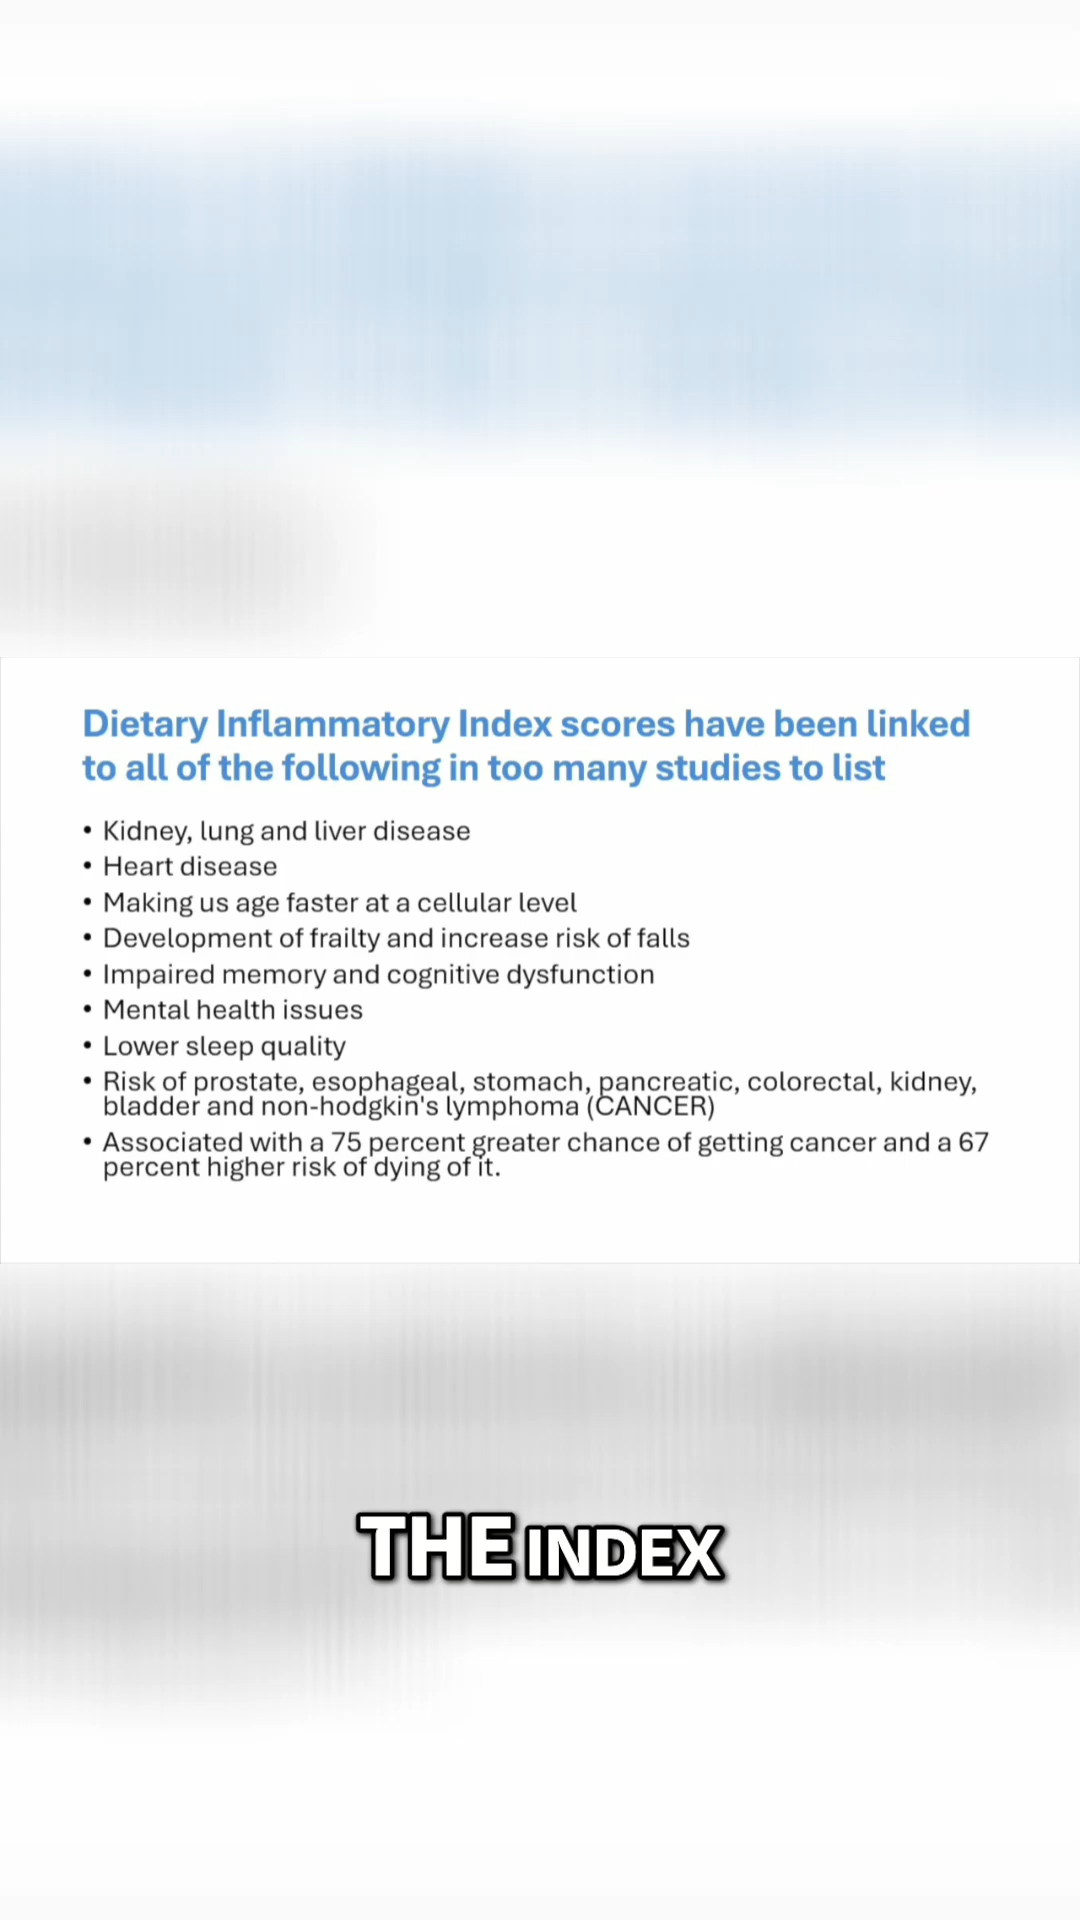 Dietary Inflammatory Index scores have been linked
to all of the following in too many studies to list
• Kidney, lung and liver disease
• Heart disease
• Making us age faster at a cellular level
• Development of frailty and increase risk of falls
• Impaired memory and cognitive dysfunction
• Mental health issues
• Lower sleep quality
• Risk of prostate, esophageal, stomach, pancreatic, colorectal, kidney,
bladder and non-hodgkin's lymphoma (CANCER)
• Associated with a 75 percent greater chance of getting cancer and a 67
percent higher risk of dying of it.
THE INDEX